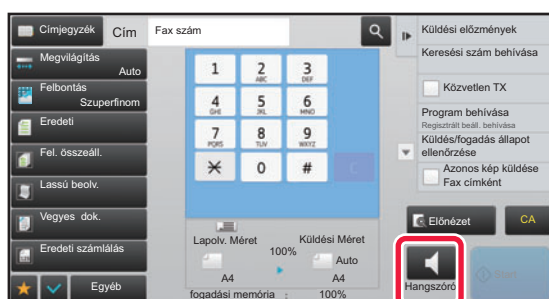 Címjegyzék
Cím
Fax szám
Megvilágítás
Auto
Felbontás
Szuperfinom
Eredeti
Fel. összeáll.
Lassú beolv.
Vegyes dok.
Eredeti számlálás
Egyéb
1
2
ABC
3
DEF
4
GHI
5
JKL
6
MNO
7
PQRS
8
TUV
9
WXYZ
0
#
C
Lapolv. Méret
100%
Küldési Méret
Auto
A4
A4
fogadási memória : 100%
Küldési előzmények
Keresési szám behívása
Közvetlen TX
Program behívása
Regisztrált beáll. behívása
Küldés/fogadás állapot
ellenőrzése
Azonos kép küldése
Fax címként
Előnézet
CA
Hangszóró
Start